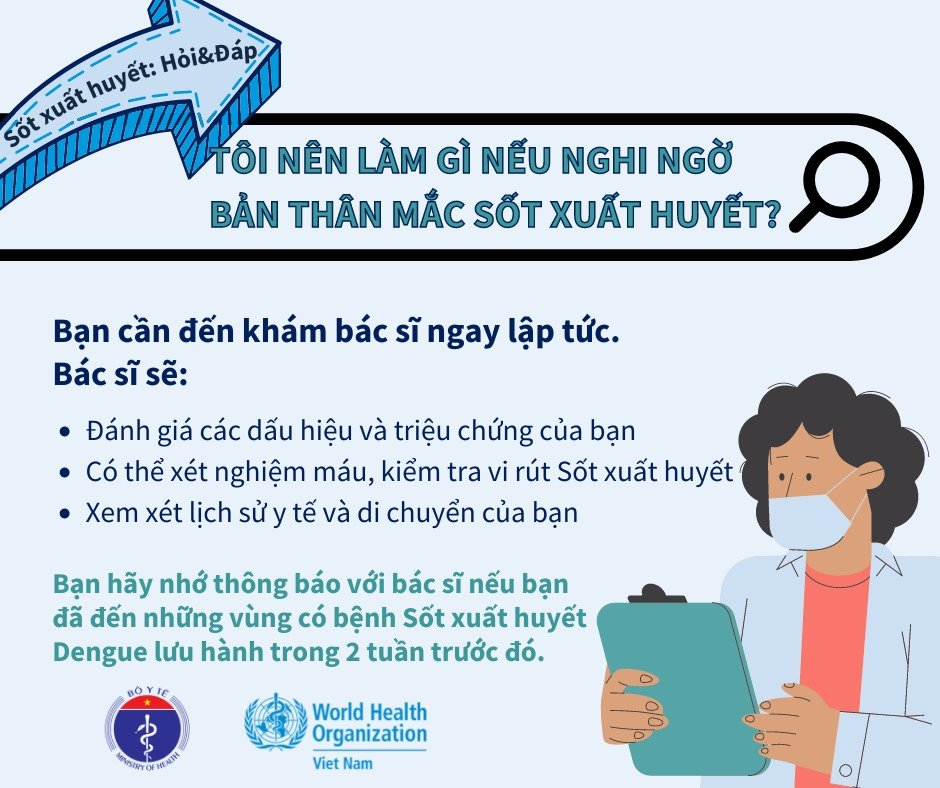 Sốt xuất huyết: Hỏi&Đáp
TÔI NÊN LÀM GÌ NẾU NGHI NGỜ
BẢN THÂN MẮC SỐT XUẤT HUYẾT?
Bạn cần đến khám bác sĩ ngay lập tức.
Bác sĩ sẽ:
• Đánh giá các dấu hiệu và triệu chứng của bạn
• Có thể xét nghiệm máu, kiểm tra vi rút Sốt xuất huyết
• Xem xét lịch sử y tế và di chuyển của bạn
Bạn hãy nhớ thông báo với bác sĩ nếu bạn
đã đến những vùng có bệnh Sốt xuất huyết
Dengue lưu hành trong 2 tuần trước đó.
BỘ Y TẾ
MINISTRY OF HEALTH
World Health
Organization
Viet Nam